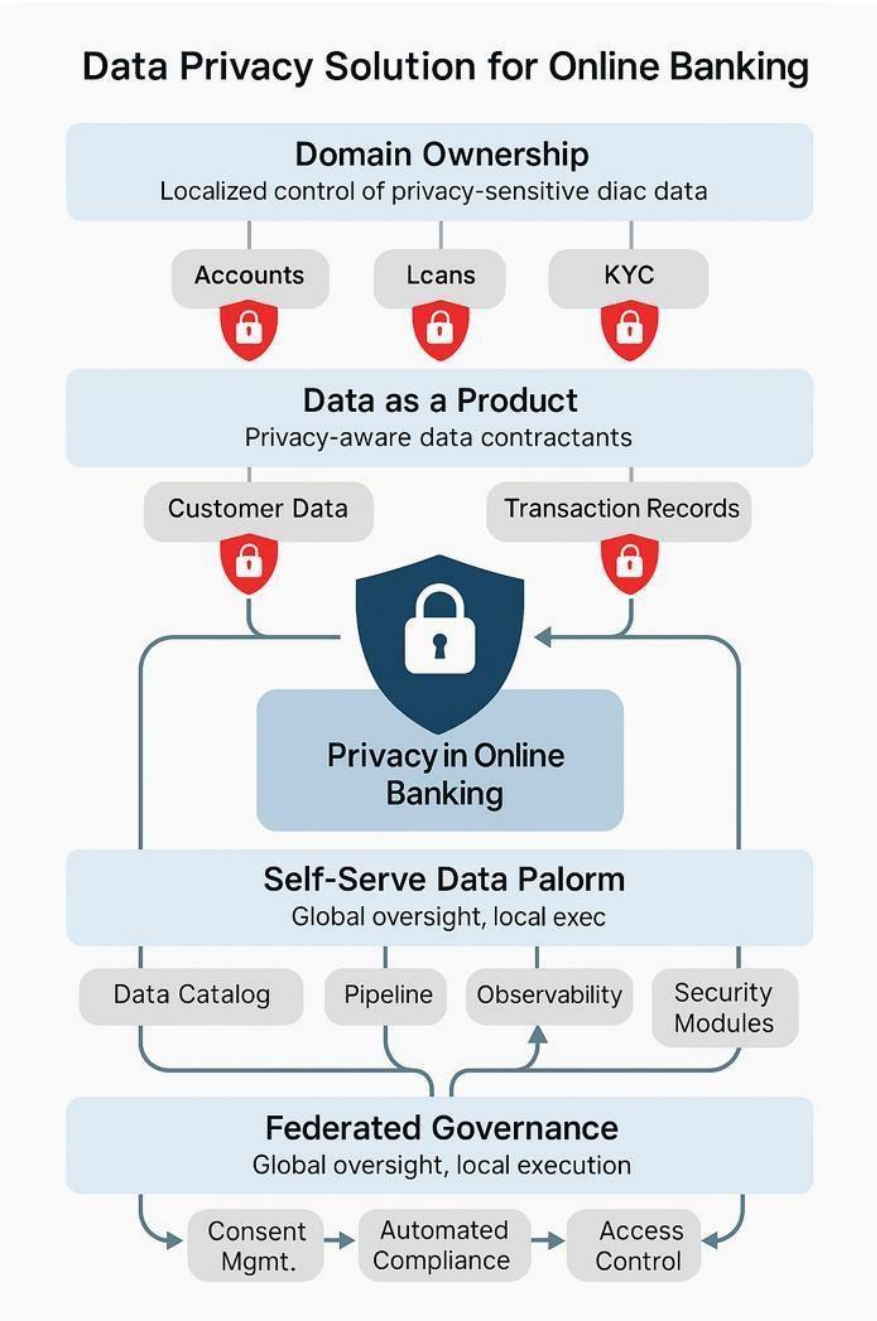 Data Privacy Solution for Online Banking
Domain Ownership
Localized control of privacy-sensitive diac data
Accounts
Lcans
KYC
Data as a Product
Privacy-aware data contractants
Customer Data
Transaction Records
Privacy in Online
Banking
Self-Serve Data Palorm
Global oversight, local exec
Data Catalog
Pipeline
Observability
Security
Modules
Federated Governance
Global oversight, local execution
Consent
Mgmt.
Automated
Compliance
Access
Control